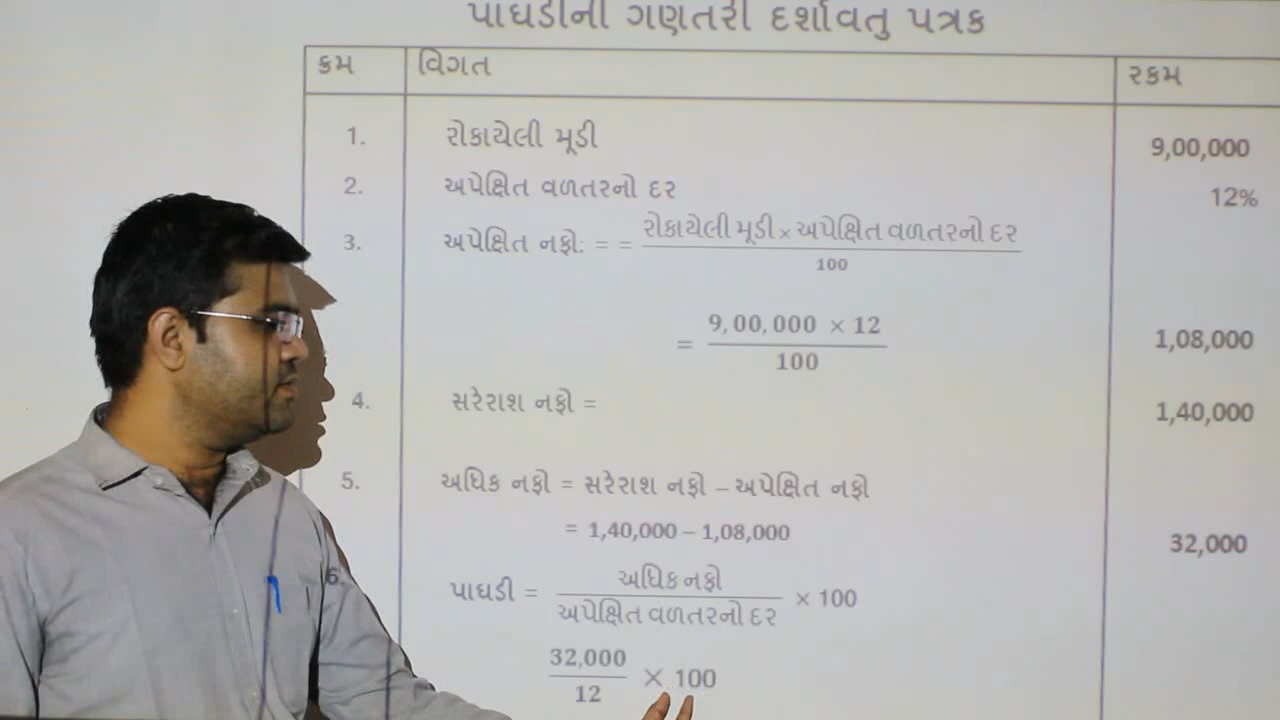 પાઘડીની ગણતરી દર્શાવતુ પત્રક
ક્રમ વિગત રકમ
1. રોકાયેલી મૂડી 9,00,000
2. અપેક્ષિત વળતરનો દર 12%
3. અપેક્ષિત નફો: = = રોકાયેલી મૂડી × અપેક્ષિત વળતરનો દર
100
= 9,00,000 × 12 1,08,000
100
4. સરેરાશ નફો = 1,40,000
5. અધિક નફો = સરેરાશ નફો – અપેક્ષિત નફો
= 1,40,000 – 1,08,000 32,000
6. પાઘડી = અધિક નફો × 100
અપેક્ષિત વળતરનો દર
32,000 × 100
12